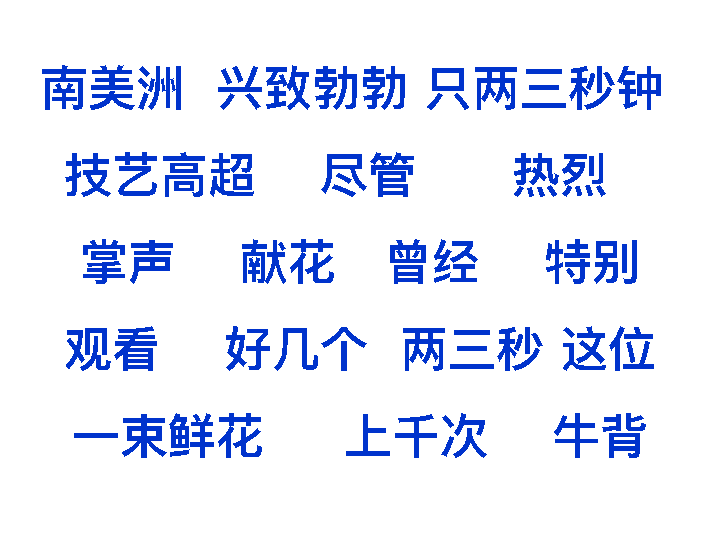 南美洲 兴致勃勃 只两三秒钟
技艺高超 尽管 热烈
掌声 献花 曾经 特别
观看 好几个 两三秒 这位
一束鲜花 上千次 牛背